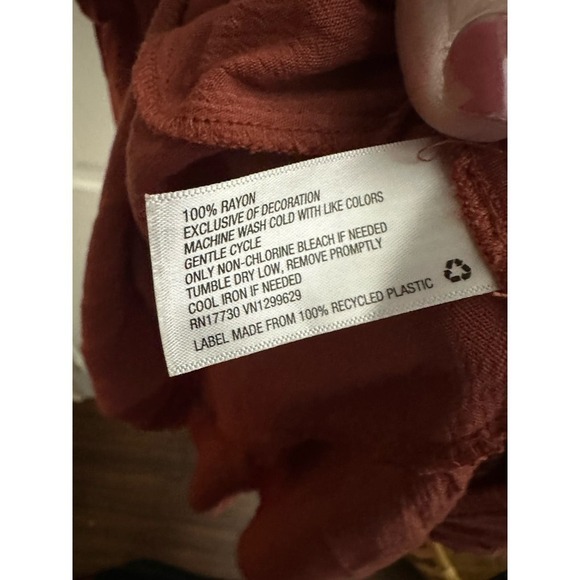 100% RAYON
EXCLUSIVE OF DECORATION
MACHINE WASH COLD WITH LIKE COLORS
GENTLE CYCLE
ONLY NON-CHLORINE BLEACH IF NEEDED
TUMBLE DRY LOW, REMOVE PROMPTLY
COOL IRON IF NEEDED
RN17730 VN1299629
LABEL MADE FROM 100% RECYCLED PLASTIC